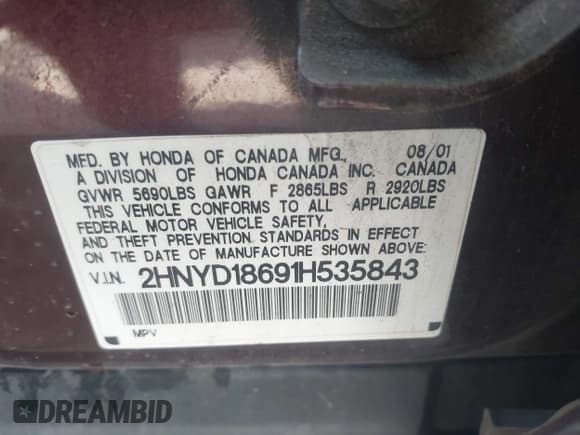 MFD. BY HONDA OF CANADA MFG., 08/01
A DIVISION OF HONDA CANADA INC. CANADA
GVWR 5690LBS GAWR F 2865LBS R 2920LBS
THIS VEHICLE CONFORMS TO ALL APPLICABLE
FEDERAL MOTOR VEHICLE SAFETY,
AND THEFT PREVENTION STANDARDS IN EFFECT
ON THE DATE OF MANUFACTURE SHOWN ABOVE:
V.I.N. 2HNYD18691H535843
MPV
DREAMBID